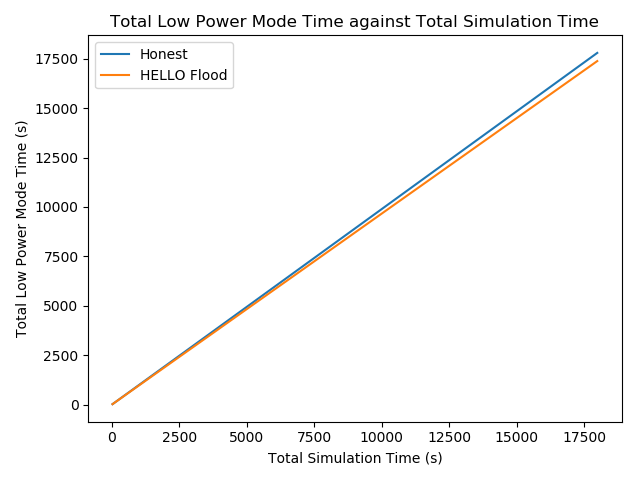 Total Low Power Mode Time against Total Simulation Time
Honest
HELLO Flood
Total Low Power Mode Time (s)
17500
15000
12500
10000
7500
5000
2500
0
0 2500 5000 7500 10000 12500 15000 17500
Total Simulation Time (s)